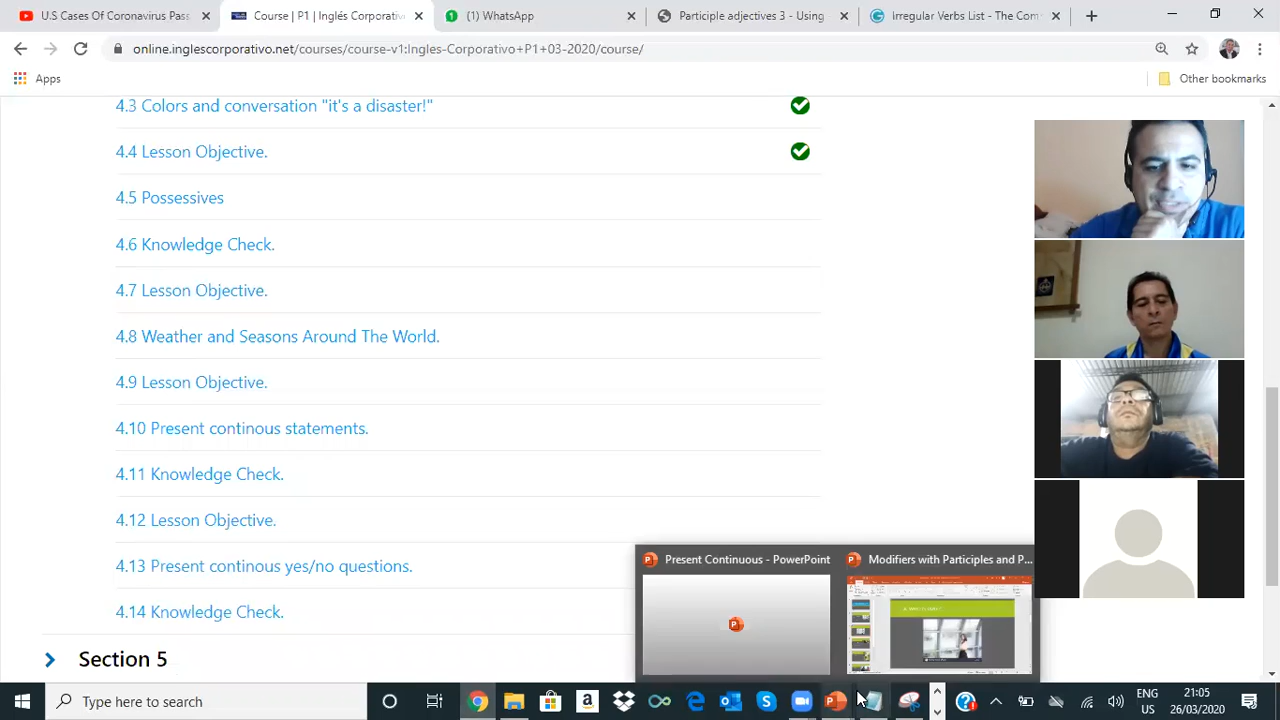 U.S Cases Of Coronavirus Past
Course | P1 | Inglés Corporativo
(1) WhatsApp
Participle adjectives 3 - Using
Irregular Verbs List - The Com
online.inglescorporativo.net/courses/course-v1:Ingles-Corporativo+P1+03-2020/course/
Apps
Other bookmarks
4.3 Colors and conversation "it's a disaster!"
4.4 Lesson Objective.
4.5 Possessives
4.6 Knowledge Check.
4.7 Lesson Objective.
4.8 Weather and Seasons Around The World.
4.9 Lesson Objective.
4.10 Present continous statements.
4.11 Knowledge Check.
4.12 Lesson Objective.
4.13 Present continous yes/no questions.
4.14 Knowledge Check.
Section 5
Present Continuous - PowerPoint
Modifiers with Participles and P...
Type here to search
ENG
US
21:05
26/03/2020